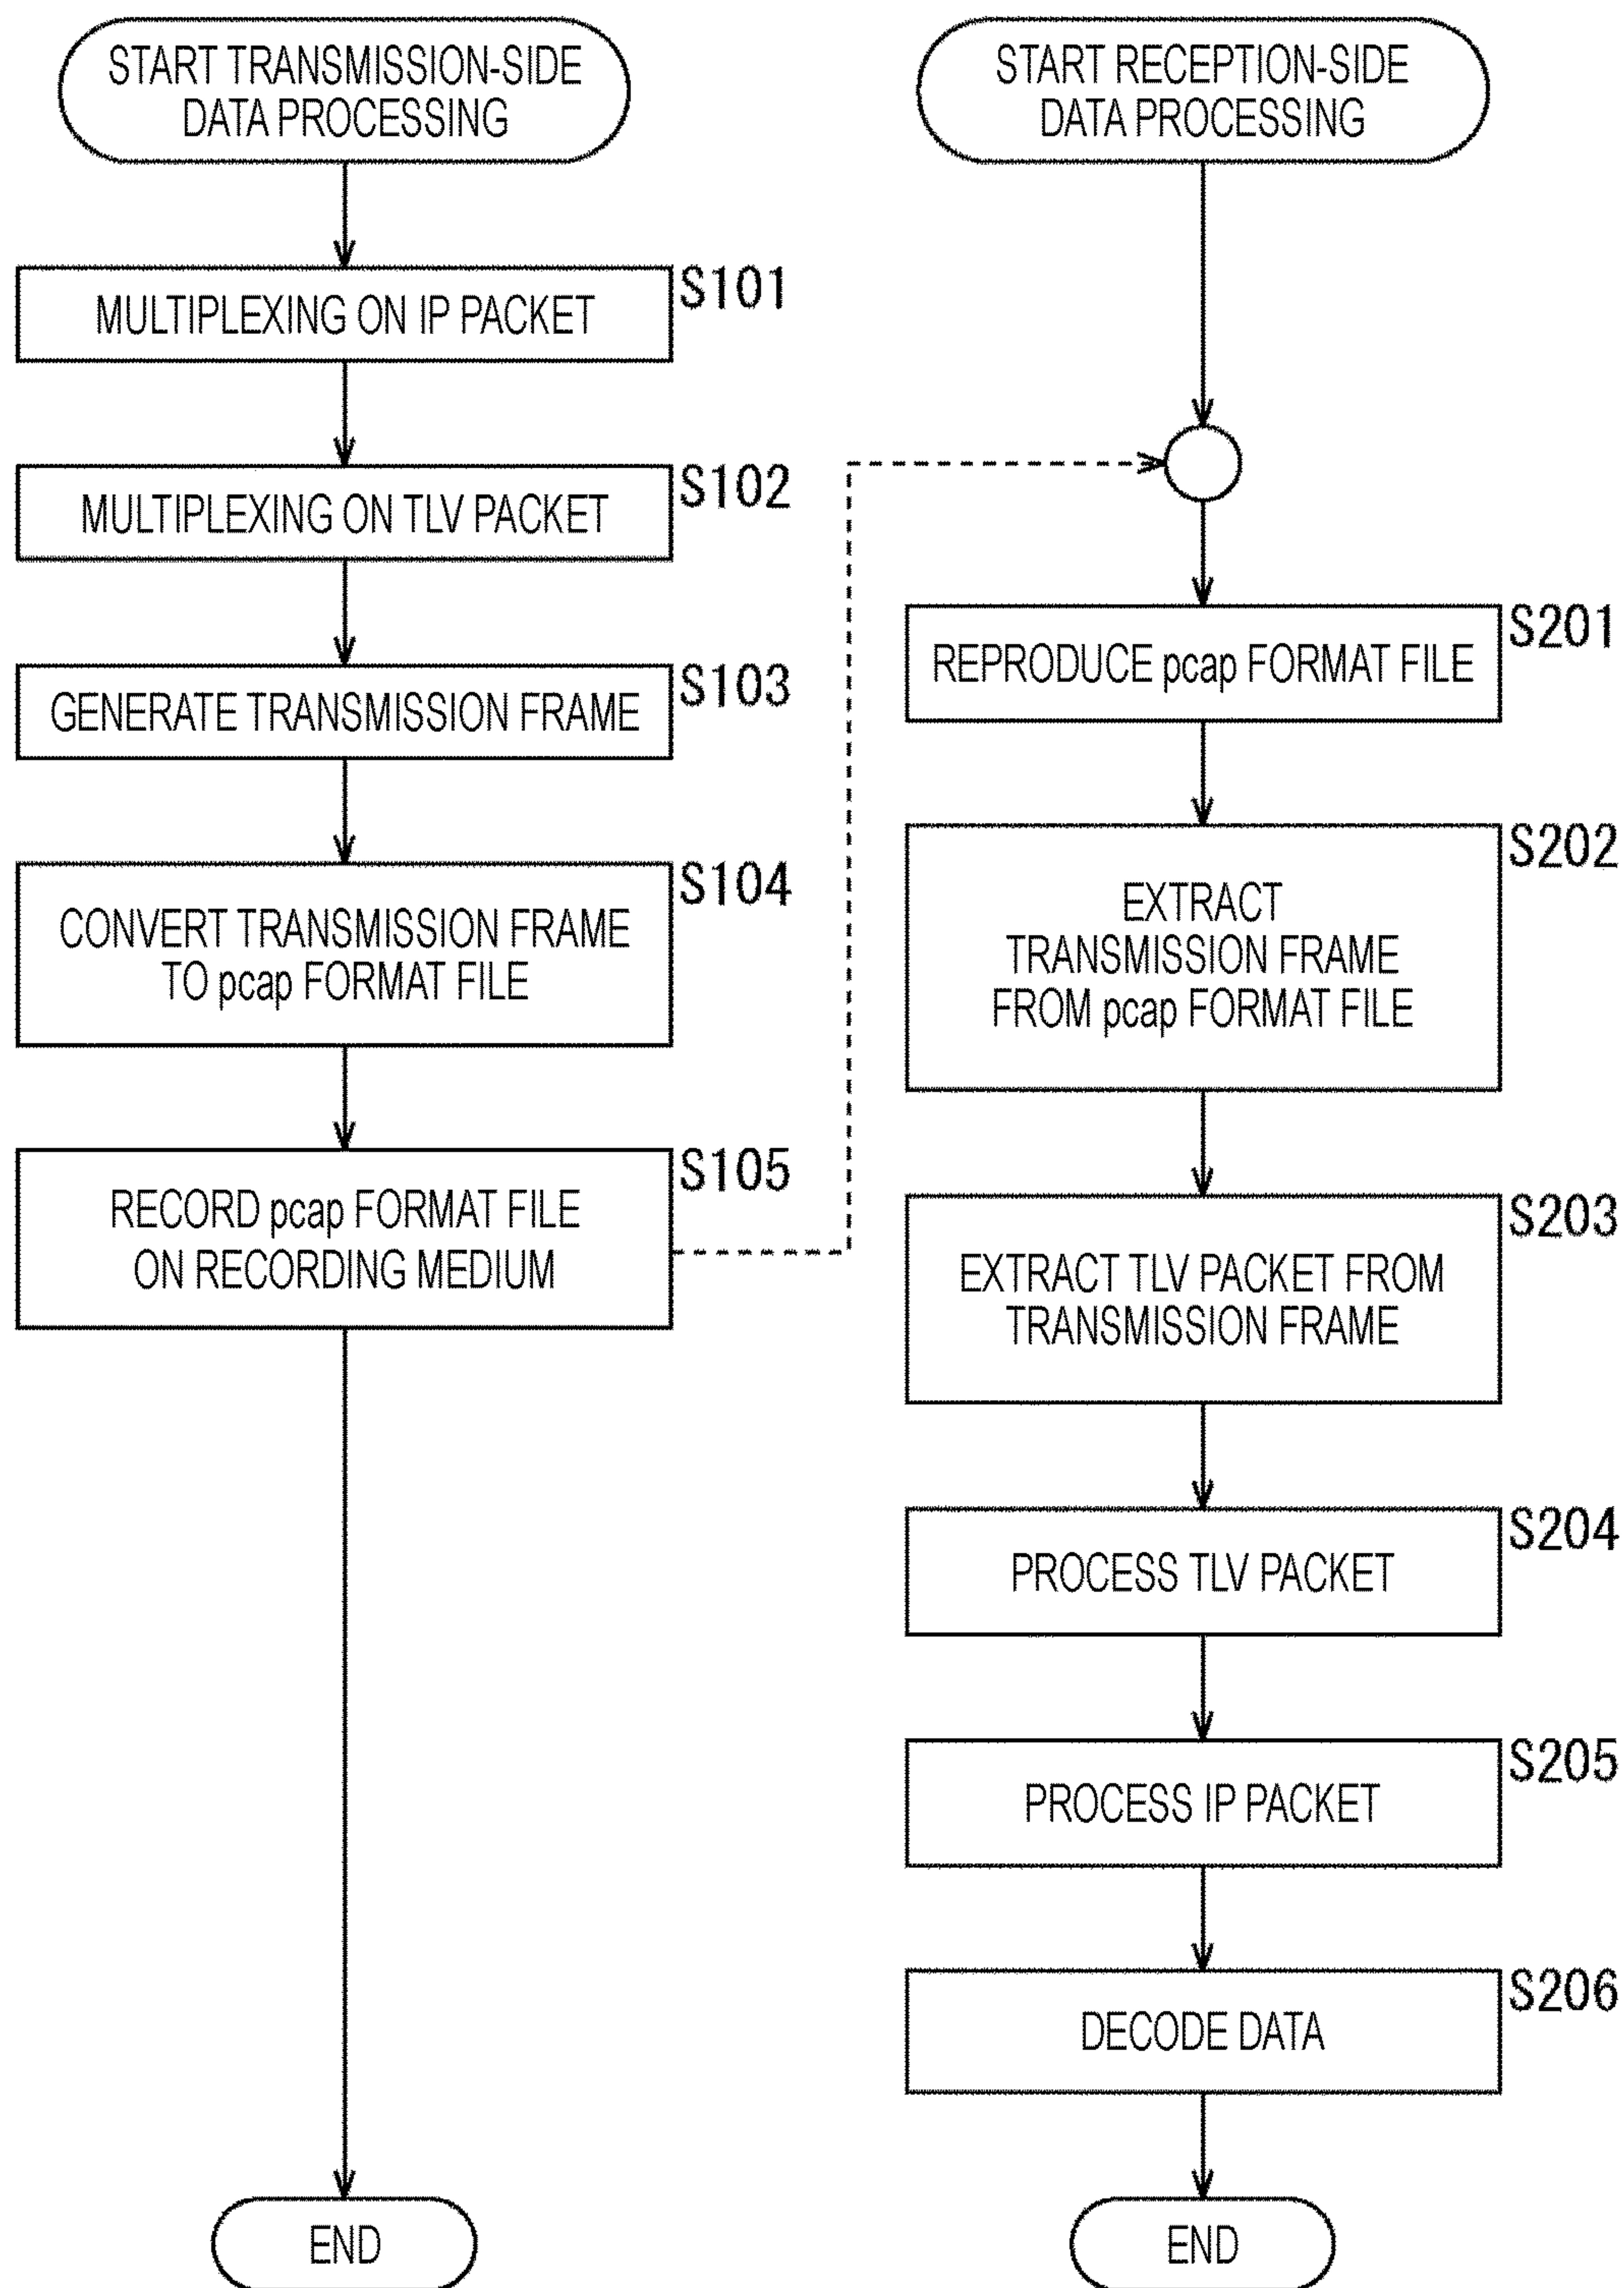 START TRANSMISSION-SIDE
DATA PROCESSING
MULTIPLEXING ON IP PACKET
S101
MULTIPLEXING ON TLV PACKET
S102
GENERATE TRANSMISSION FRAME
S103
CONVERT TRANSMISSION FRAME
TO pcap FORMAT FILE
S104
RECORD pcap FORMAT FILE
ON RECORDING MEDIUM
S105
END
START RECEPTION-SIDE
DATA PROCESSING
REPRODUCE pcap FORMAT FILE
S201
EXTRACT
TRANSMISSION FRAME
FROM pcap FORMAT FILE
S202
EXTRACT TLV PACKET FROM
TRANSMISSION FRAME
S203
PROCESS TLV PACKET
S204
PROCESS IP PACKET
S205
DECODE DATA
S206
END